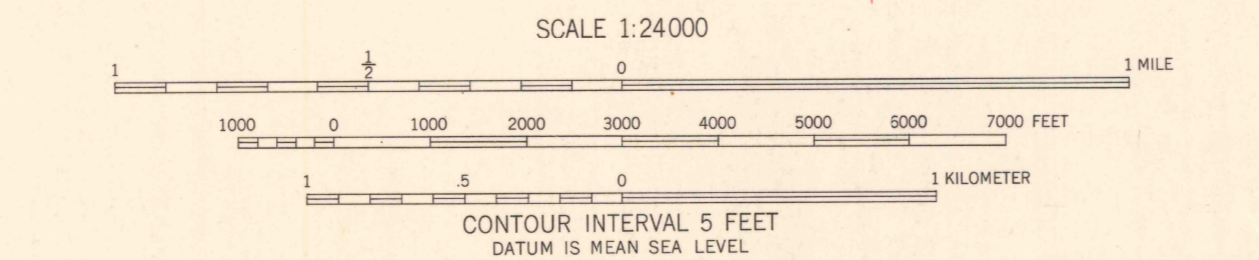 SCALE 1:24000
1 1/2 0 1 MILE
1000 0 1000 2000 3000 4000 5000 6000 7000 FEET
1 .5 0 1 KILOMETER
CONTOUR INTERVAL 5 FEET
DATUM IS MEAN SEA LEVEL